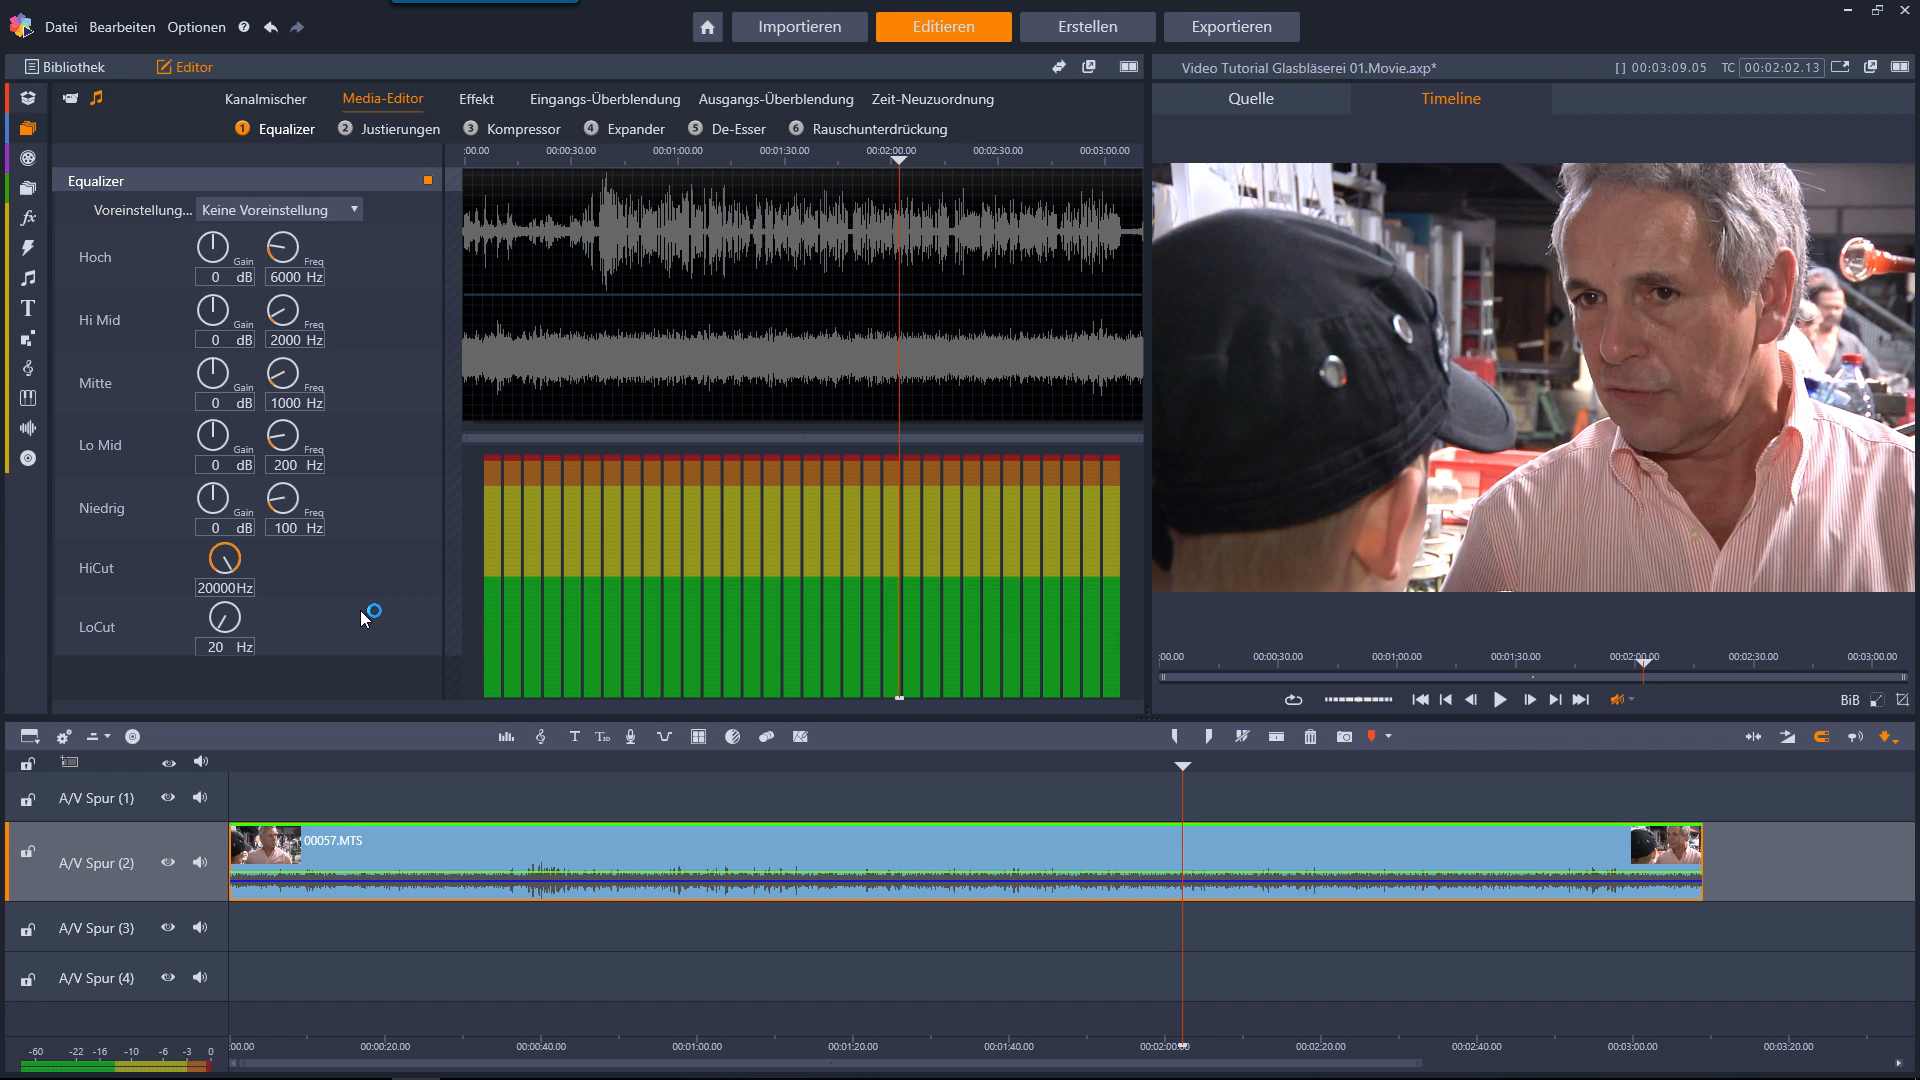 Datei Bearbeiten Optionen ? Importieren Editieren Erstellen Exportieren
Bibliothek Editor
Video Tutorial Glasbläserei 01.Movie.axp* [] 00:03:09.05 TC 00:02:02.13
Kanalmischer Media-Editor Effekt Eingangs-Überblendung Ausgangs-Überblendung Zeit-Neuzuordnung
Quelle Timeline
1 Equalizer 2 Justierungen 3 Kompressor 4 Expander 5 De-Esser 6 Rauschunterdrückung
:00.00 00:00:30.00 00:01:00.00 00:01:30.00 00:02:00.00 00:02:30.00 00:03:00.00
Equalizer
Voreinstellung... Keine Voreinstellung
Hoch Gain Freq
0 dB 6000 Hz
Hi Mid Gain Freq
0 dB 2000 Hz
Mitte Gain Freq
0 dB 1000 Hz
Lo Mid Gain Freq
0 dB 200 Hz
Niedrig Gain Freq
0 dB 100 Hz
HiCut
20000Hz
LoCut
20 Hz
:00.00 00:00:30.00 00:01:00.00 00:01:30.00 00:02:00.00 00:02:30.00 00:03:00.00
BiB
A/V Spur (1)
00057.MTS
A/V Spur (2)
A/V Spur (3)
A/V Spur (4)
:00.00 00:00:20.00 00:00:40.00 00:01:00.00 00:01:20.00 00:01:40.00 00:02:00.00 00:02:20.00 00:02:40.00 00:03:00.00 00:03:20.00
-60 -22 -16 -10 -6 -3 0